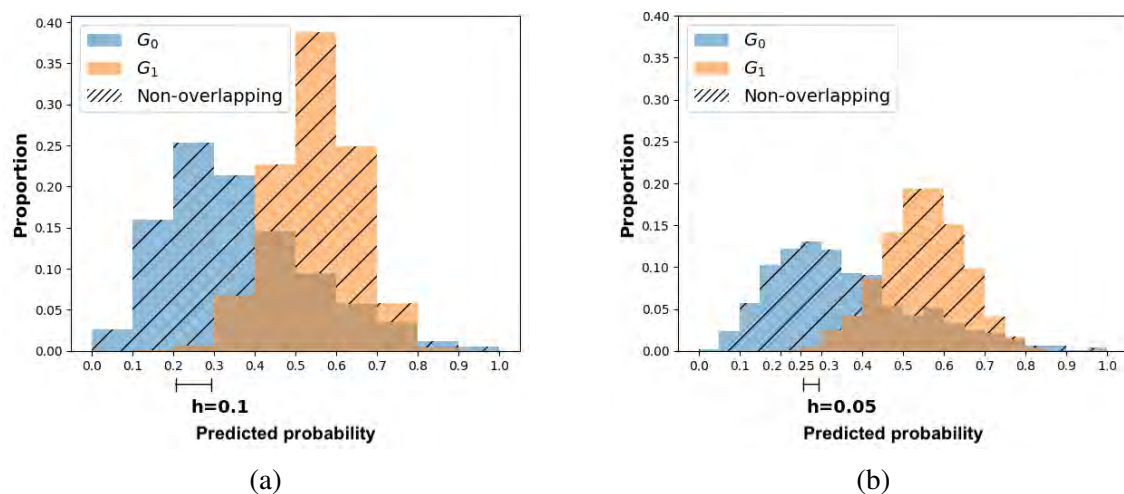 0.40
0.35
0.30
0.25
0.20
0.15
0.10
0.05
0.00
Proportion
G₀
G₁
Non-overlapping
0.0 0.1 0.2 0.3 0.4 0.5 0.6 0.7 0.8 0.9 1.0
h=0.1
Predicted probability
(a)
0.40
0.35
0.30
0.25
0.20
0.15
0.10
0.05
0.00
Proportion
G₀
G₁
Non-overlapping
0.0 0.1 0.2 0.25 0.3 0.4 0.5 0.6 0.7 0.8 0.9 1.0
h=0.05
Predicted probability
(b)